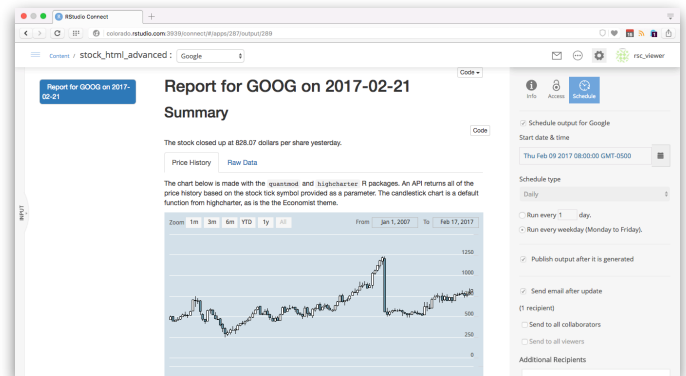 RStudio Connect
colorado.rstudio.com:3939/connect/#/apps/287/output/289
Content / stock_html_advanced : Google
rsc_viewer
Report for GOOG on 2017-
02-21
Code
Report for GOOG on 2017-02-21
Summary
Code
The stock closed up at 828.07 dollars per share yesterday.
Price History Raw Data
The chart below is made with the quantmod and highcharter R packages. An API returns all of the
price history based on the stock tick symbol provided as a parameter. The candlestick chart is a default
function from highcharter, as is the the Economist theme.
Zoom 1m 3m 6m YTD 1y All From Jan 1, 2007 To Feb 17, 2017
1250
1000
500
250
0
INPUT
Info Access Schedule
Schedule output for Google
Start date & time
Thu Feb 09 2017 08:00:00 GMT-0500
Schedule type
Daily
Run every 1 day.
Run every weekday (Monday to Friday).
Publish output after it is generated
Send email after update
(1 recipient)
Send to all collaborators
Send to all viewers
Additional Recipients